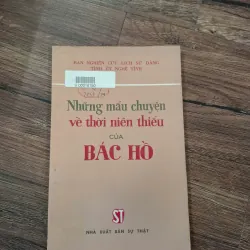 BAN NGHIÊN CỨU LỊCH SỬ ĐẢNG
TỈNH ỦY NGHỆ TĨNH
Những mẩu chuyện
về thời niên thiếu
CỦA
BÁC HỒ
ST
NHÀ XUẤT BẢN SỰ THẬT